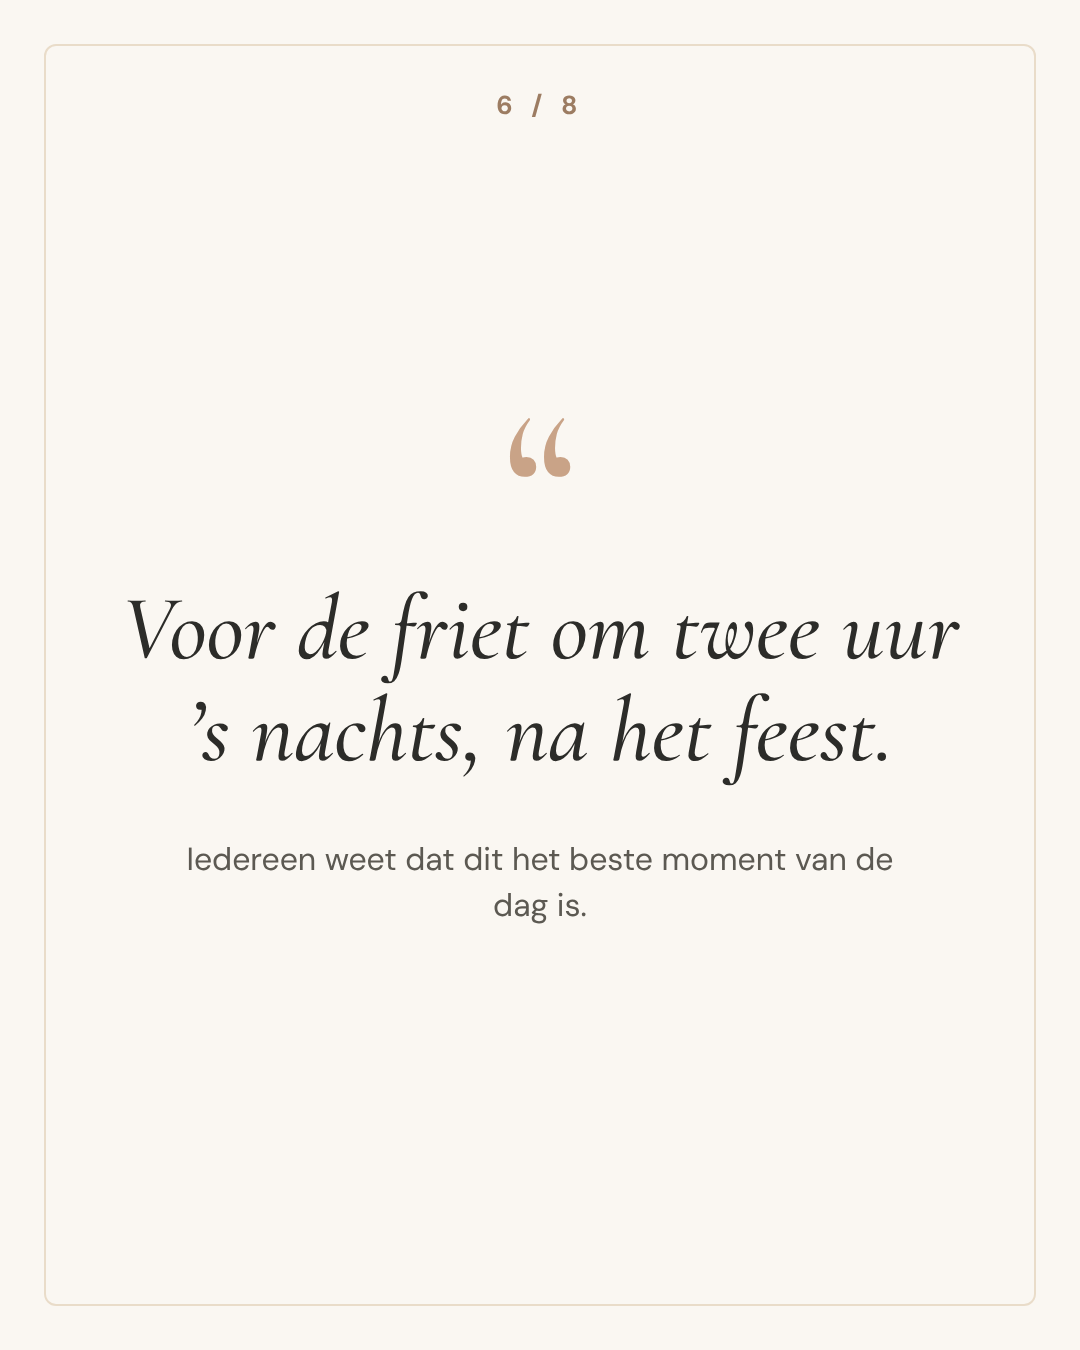 6 / 8
“
Voor de friet om twee uur
’s nachts, na het feest.
Iedereen weet dat dit het beste moment van de
dag is.